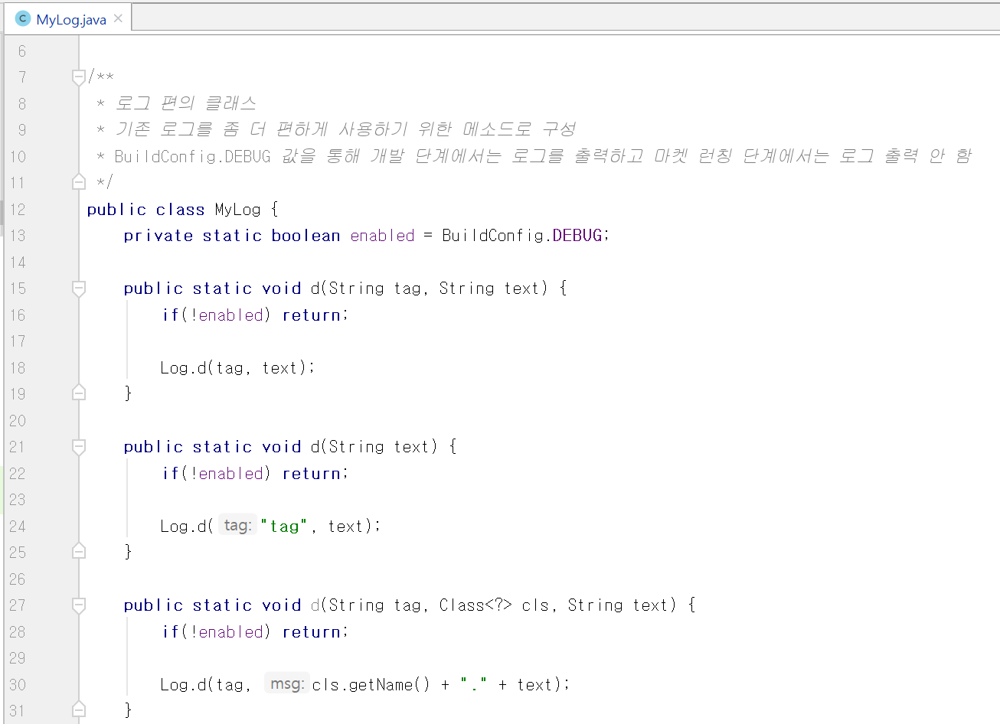 MyLog.java
6
7 /**
8 * 로그 편의 클래스
9 * 기존 로그를 좀 더 편하게 사용하기 위한 메소드로 구성
10 * BuildConfig.DEBUG 값을 통해 개발 단계에서는 로그를 출력하고 마켓 런칭 단계에서는 로그 출력 안 함
11 */
12 public class MyLog {
13 private static boolean enabled = BuildConfig.DEBUG;
14
15 public static void d(String tag, String text) {
16 if(!enabled) return;
17
18 Log.d(tag, text);
19 }
20
21 public static void d(String text) {
22 if(!enabled) return;
23
24 Log.d( tag: "tag", text);
25 }
26
27 public static void d(String tag, Class<?> cls, String text) {
28 if(!enabled) return;
29
30 Log.d(tag, msg: cls.getName() + "." + text);
31 }